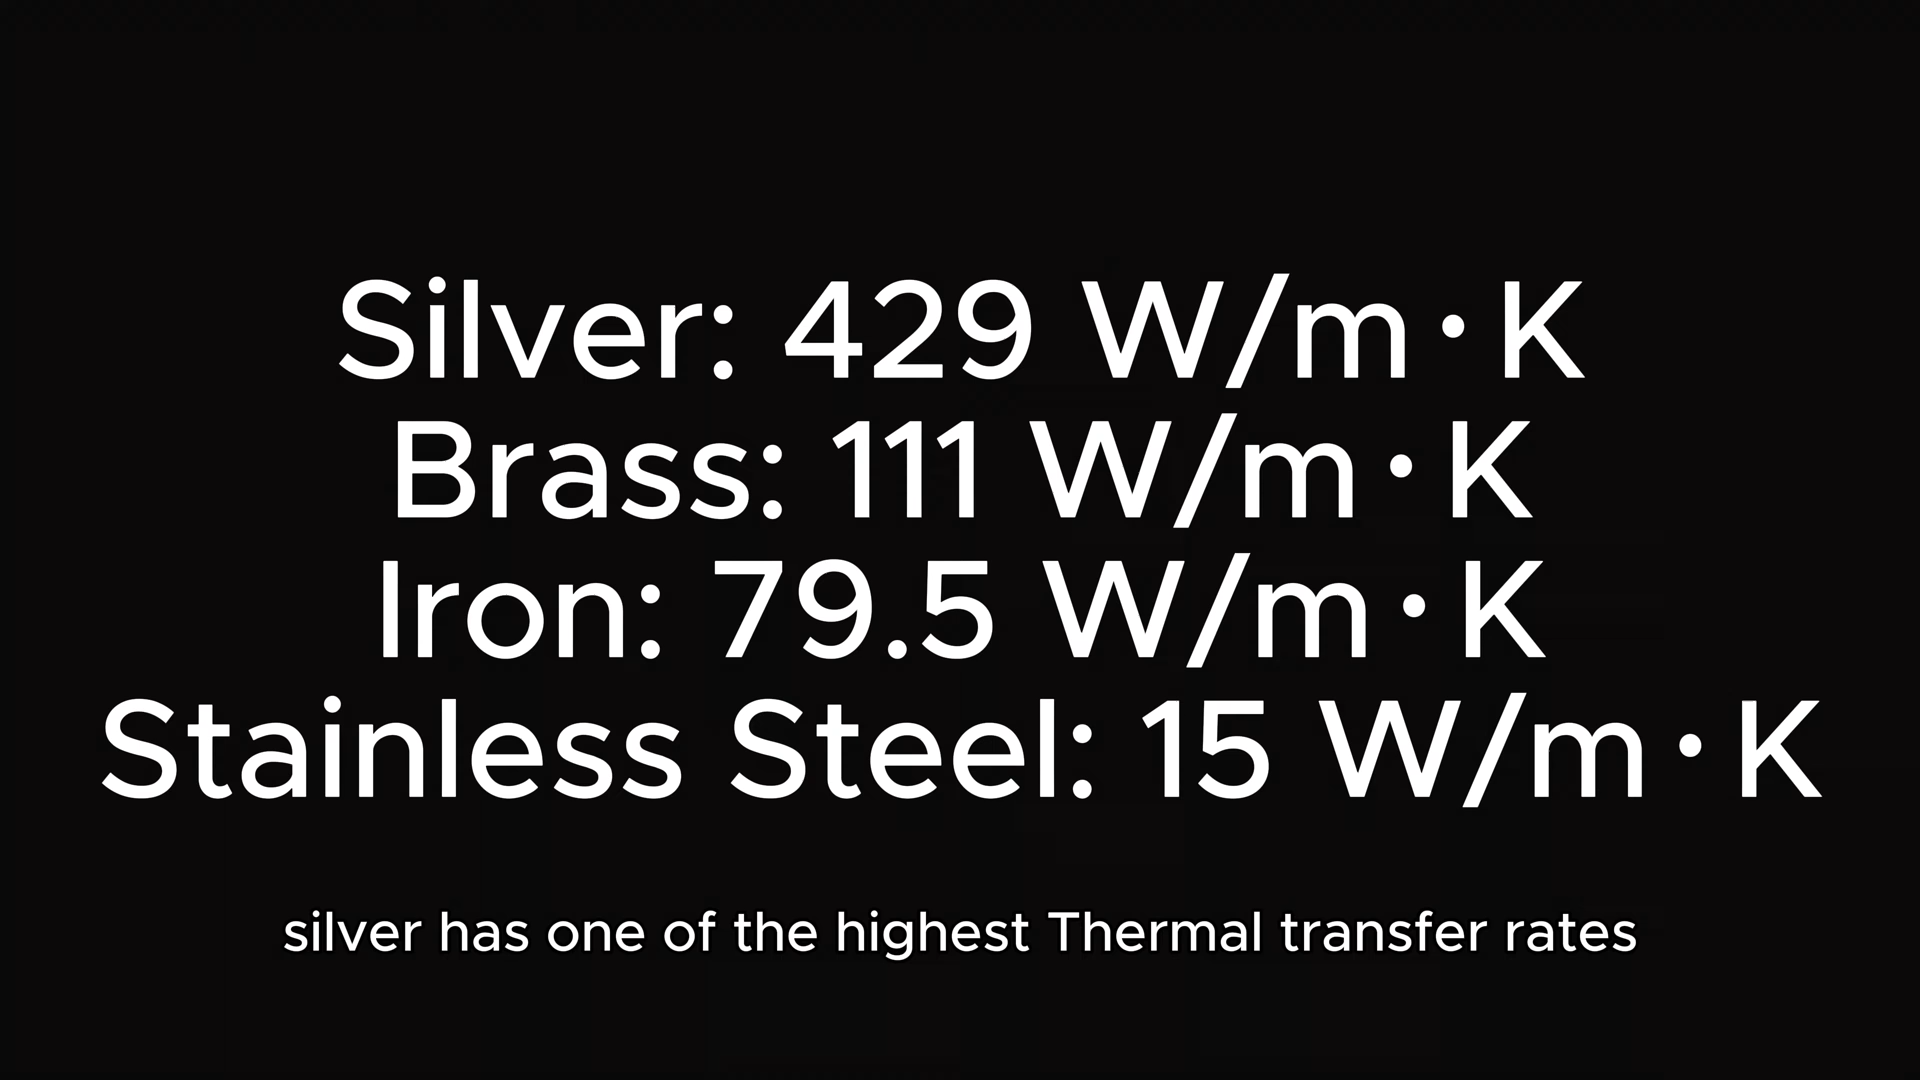 Silver: 429 W/m·K
Brass: 111 W/m·K
Iron: 79.5 W/m·K
Stainless Steel: 15 W/m·K
silver has one of the highest Thermal transfer rates